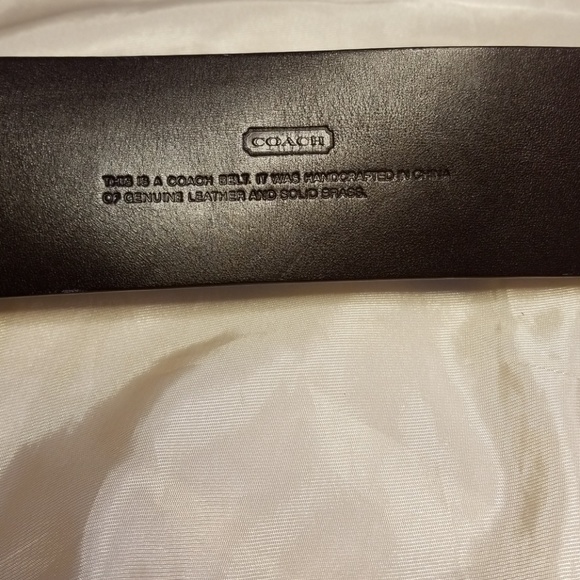 COACH
THIS IS A COACH BELT. IT WAS HANDCRAFTED IN CHINA
OF GENUINE LEATHER AND SOLID BRASS.